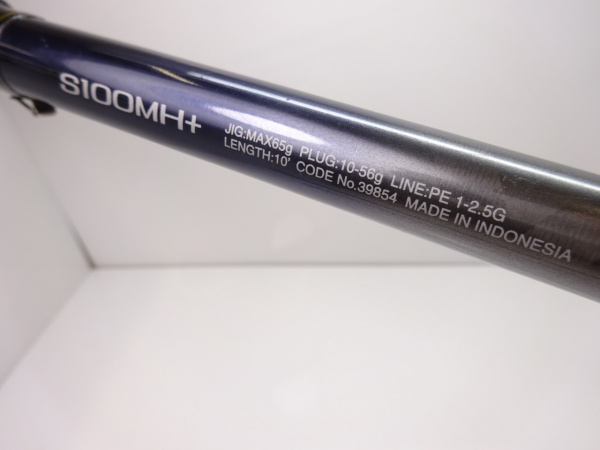 S100MH+
JIG:MAX65g PLUG:10-56g LINE:PE 1-2.5G
LENGTH:10' CODE No.39854 MADE IN INDONESIA